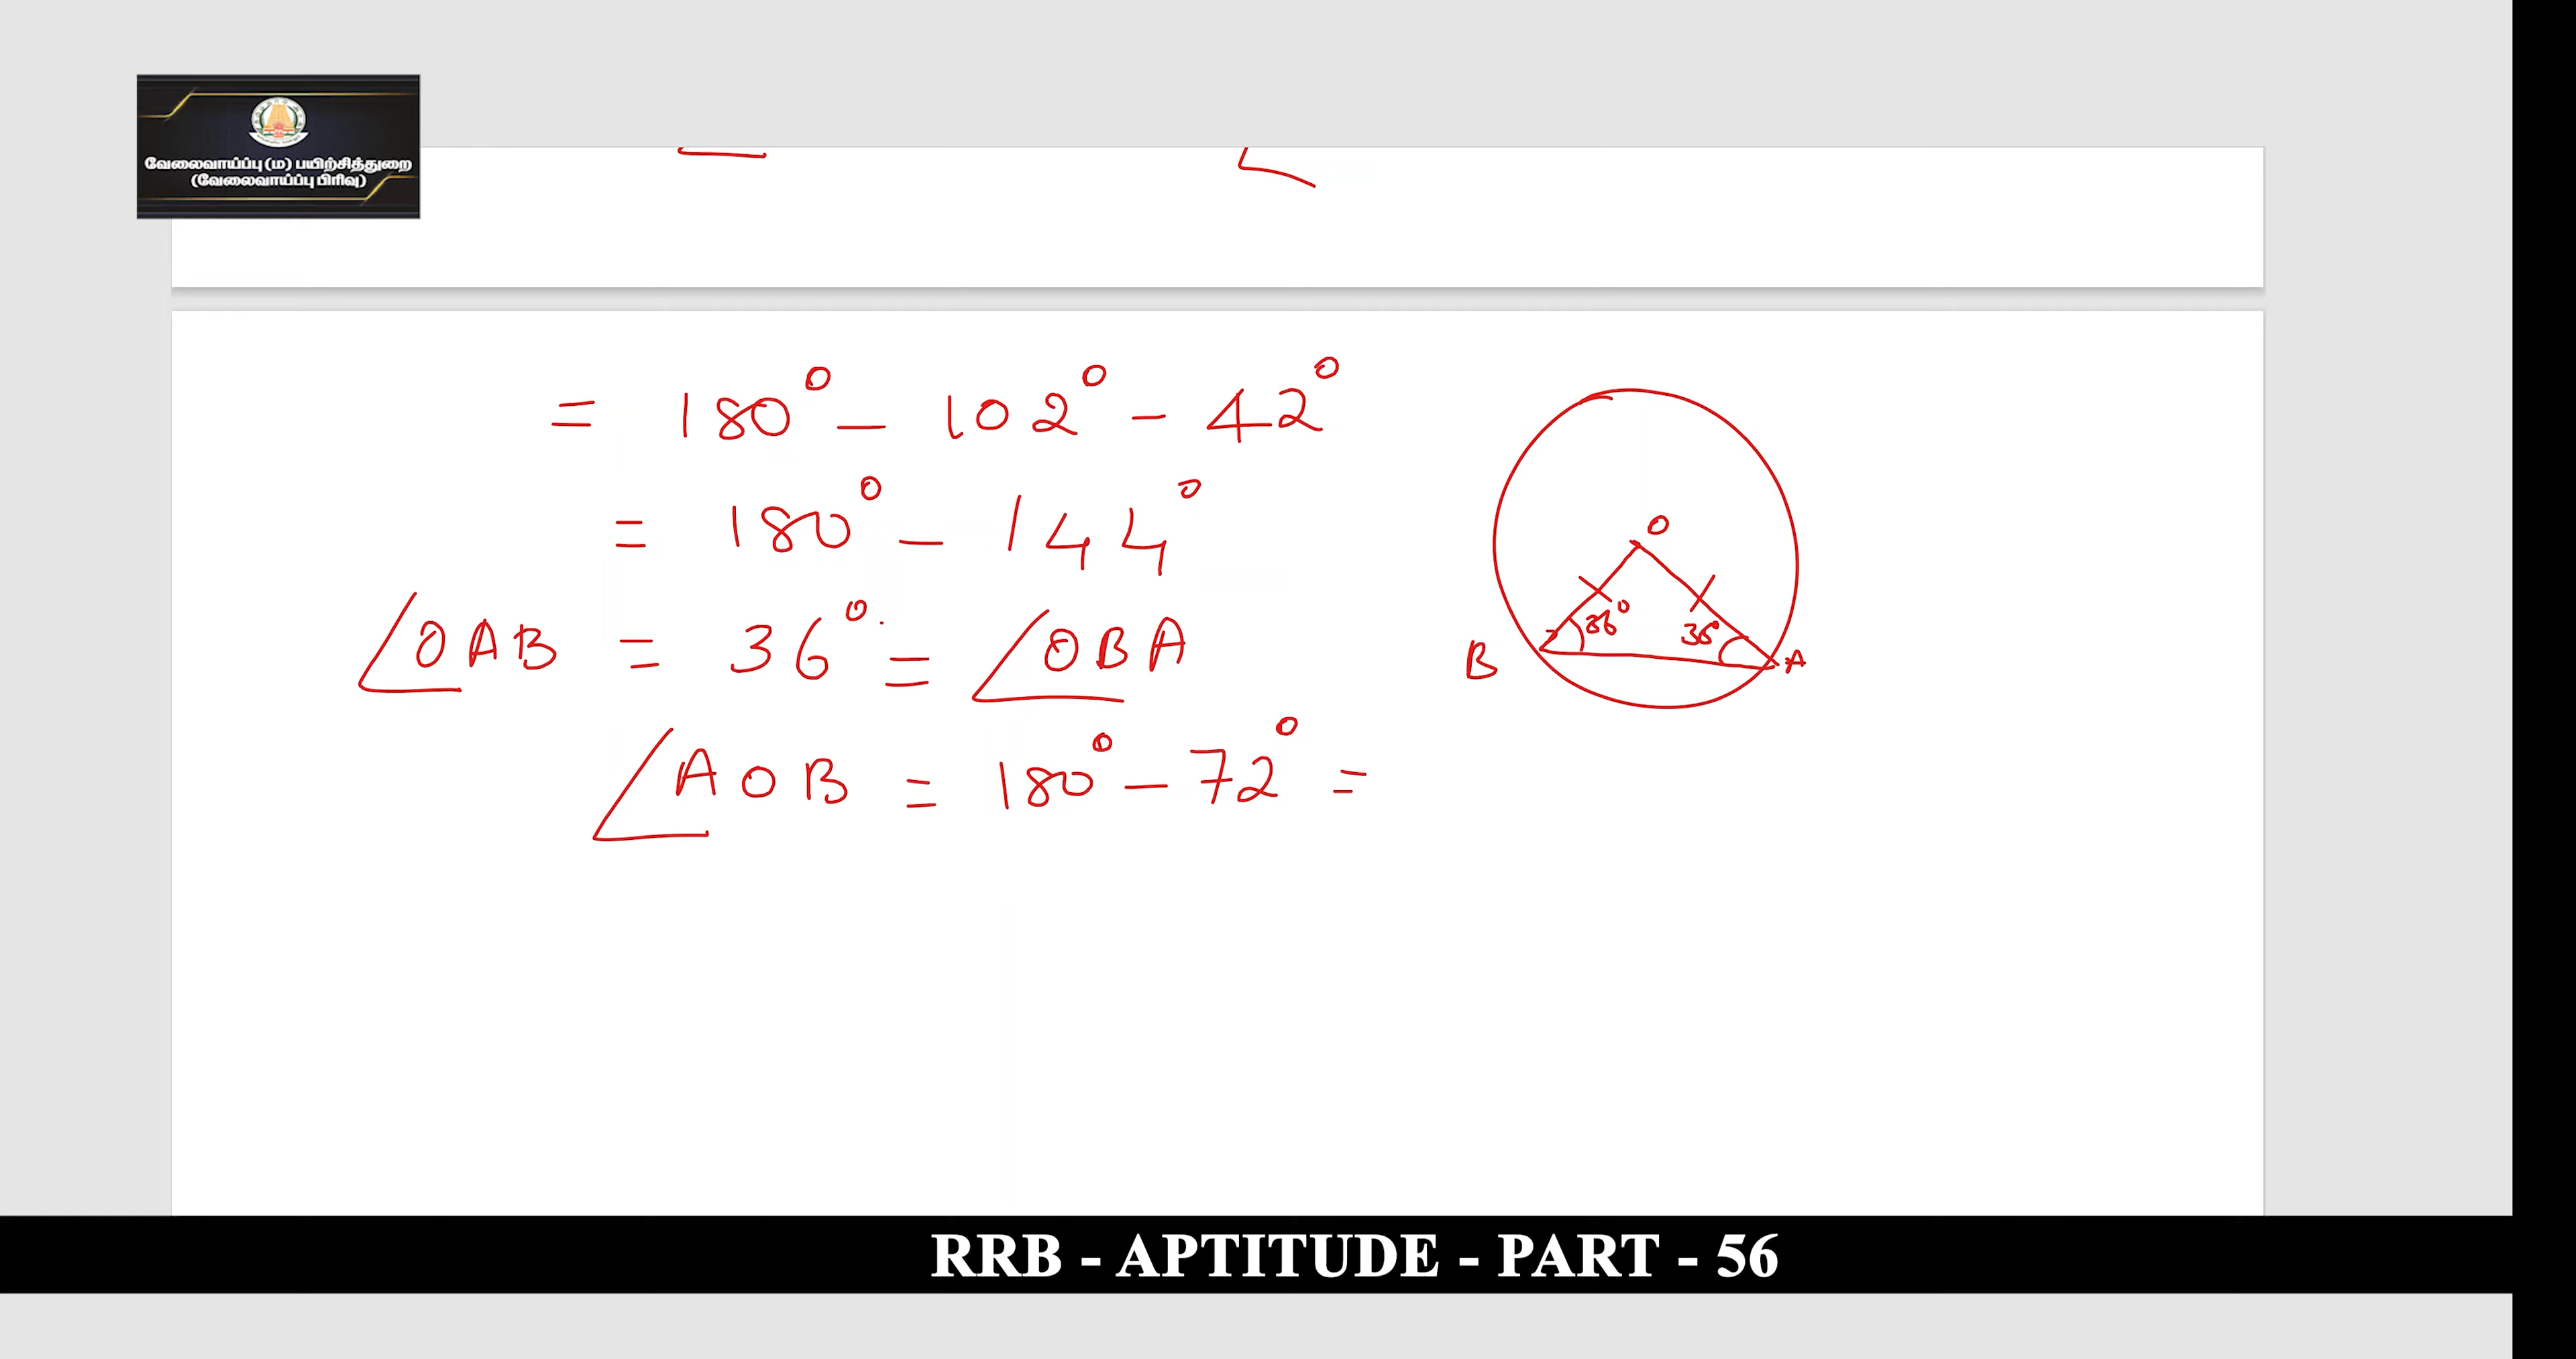 வேலைவாய்ப்பு (ம) பயிற்சித்துறை
(வேலைவாய்ப்பு பிரிவு)
= 180° - 102° - 42°
= 180° - 144°
∠OAB = 36° = ∠OBA
∠AOB = 180° - 72° =
O
36° 36°
B A
RRB - APTITUDE - PART - 56